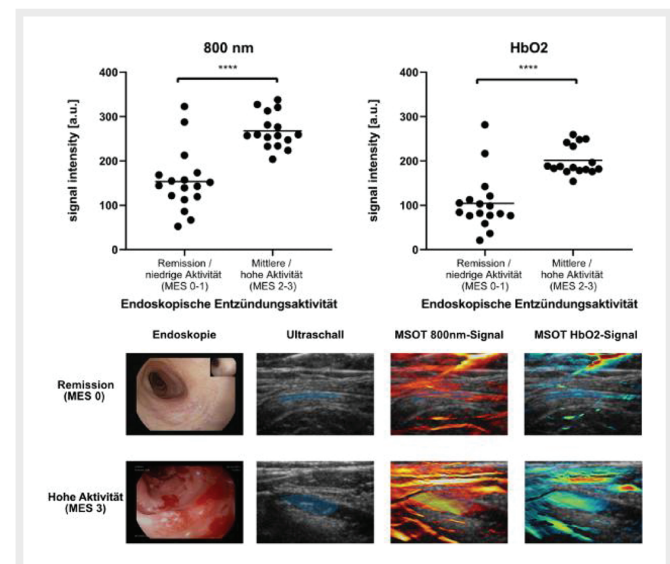 800 nm
HbO2
****
****
signal intensity [a.u.]
400
300
200
100
0
signal intensity [a.u.]
400
300
200
100
0
Remission /
niedrige Aktivität
(MES 0-1)
Mittlere /
hohe Aktivität
(MES 2-3)
Remission /
niedrige Aktivität
(MES 0-1)
Mittlere /
hohe Aktivität
(MES 2-3)
Endoskopische Entzündungsaktivität
Endoskopische Entzündungsaktivität
Endoskopie
Ultraschall
MSOT 800nm-Signal
MSOT HbO2-Signal
Remission
(MES 0)
Hohe Aktivität
(MES 3)